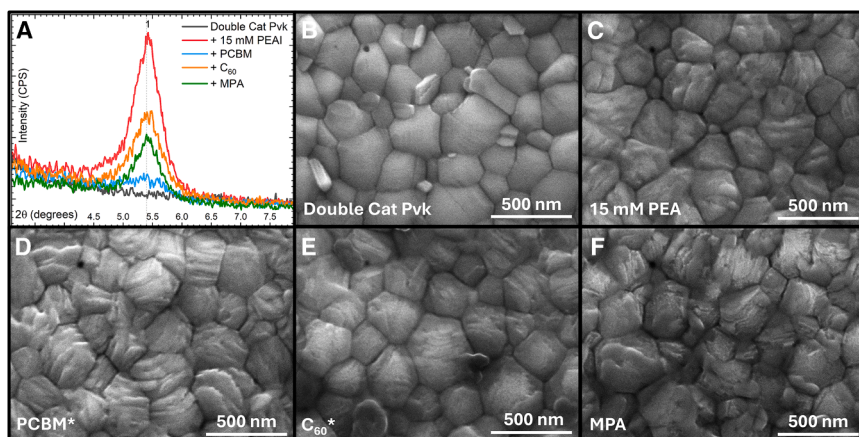 A
1
Double Cat Pvk
+ 15 mM PEAI
+ PCBM
+ C₆₀
+ MPA
Intensity (CPS)
2θ (degrees)
4.5
5.0
5.5
6.0
6.5
7.0
7.5
B
Double Cat Pvk
500 nm
C
15 mM PEA
500 nm
D
PCBM*
500 nm
E
C₆₀*
500 nm
F
MPA
500 nm